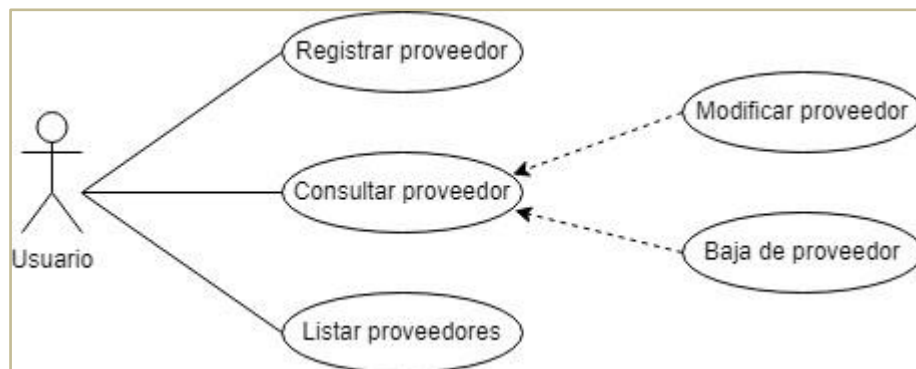 Registrar proveedor
Modificar proveedor
Consultar proveedor
Usuario
Baja de proveedor
Listar proveedores